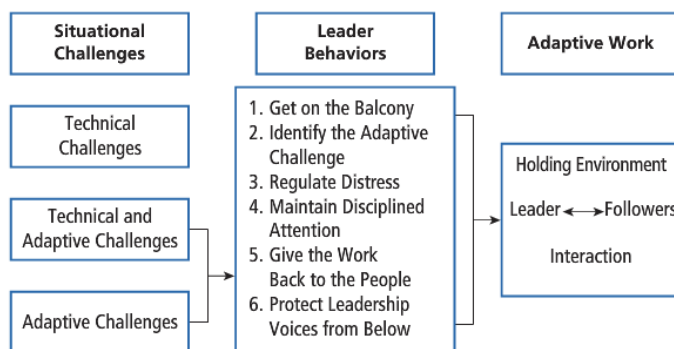 Situational
Challenges
Leader
Behaviors
Adaptive Work
Technical
Challenges
Technical and
Adaptive Challenges
Adaptive Challenges
1. Get on the Balcony
2. Identify the Adaptive
Challenge
3. Regulate Distress
4. Maintain Disciplined
Attention
5. Give the Work
Back to the People
6. Protect Leadership
Voices from Below
Holding Environment
Leader Followers
Interaction